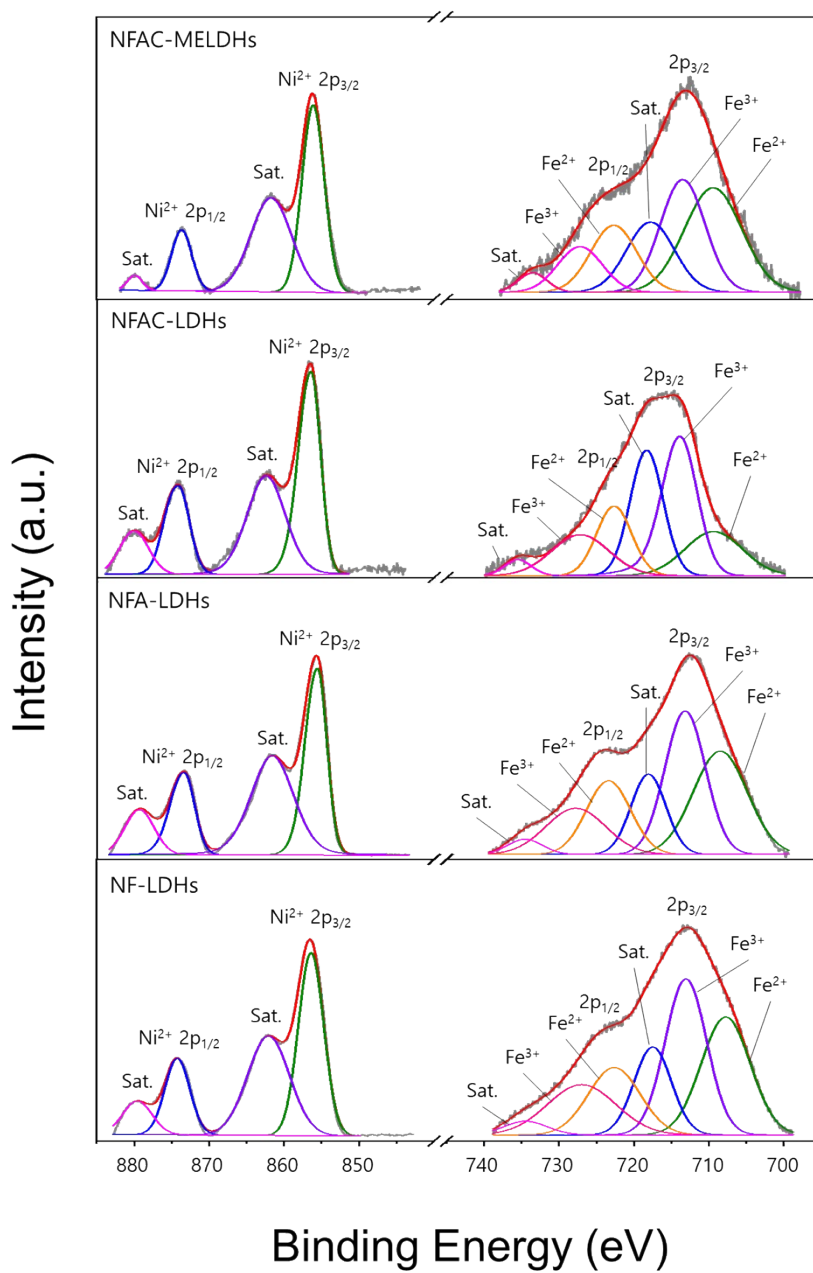 NFAC-MELDHs
Ni²⁺ 2p₃/₂
Sat.
Ni²⁺ 2p₁/₂
Sat.
2p₃/₂
Sat.
Fe³⁺
Fe²⁺
Fe²⁺
2p₁/₂
Fe³⁺
Sat.
NFAC-LDHs
Ni²⁺ 2p₃/₂
Sat.
Ni²⁺ 2p₁/₂
Sat.
2p₃/₂
Fe³⁺
Sat.
Fe²⁺
2p₁/₂
Fe²⁺
Fe³⁺
Sat.
NFA-LDHs
Ni²⁺ 2p₃/₂
Sat.
Ni²⁺ 2p₁/₂
Sat.
2p₃/₂
Fe³⁺
Sat.
Fe²⁺
2p₁/₂
Fe²⁺
Fe³⁺
Sat.
NF-LDHs
Ni²⁺ 2p₃/₂
Sat.
Ni²⁺ 2p₁/₂
Sat.
2p₃/₂
Fe³⁺
Sat.
Fe²⁺
2p₁/₂
Fe²⁺
Fe³⁺
Sat.
880 870 860 850 740 730 720 710 700
Binding Energy (eV)
Intensity (a.u.)